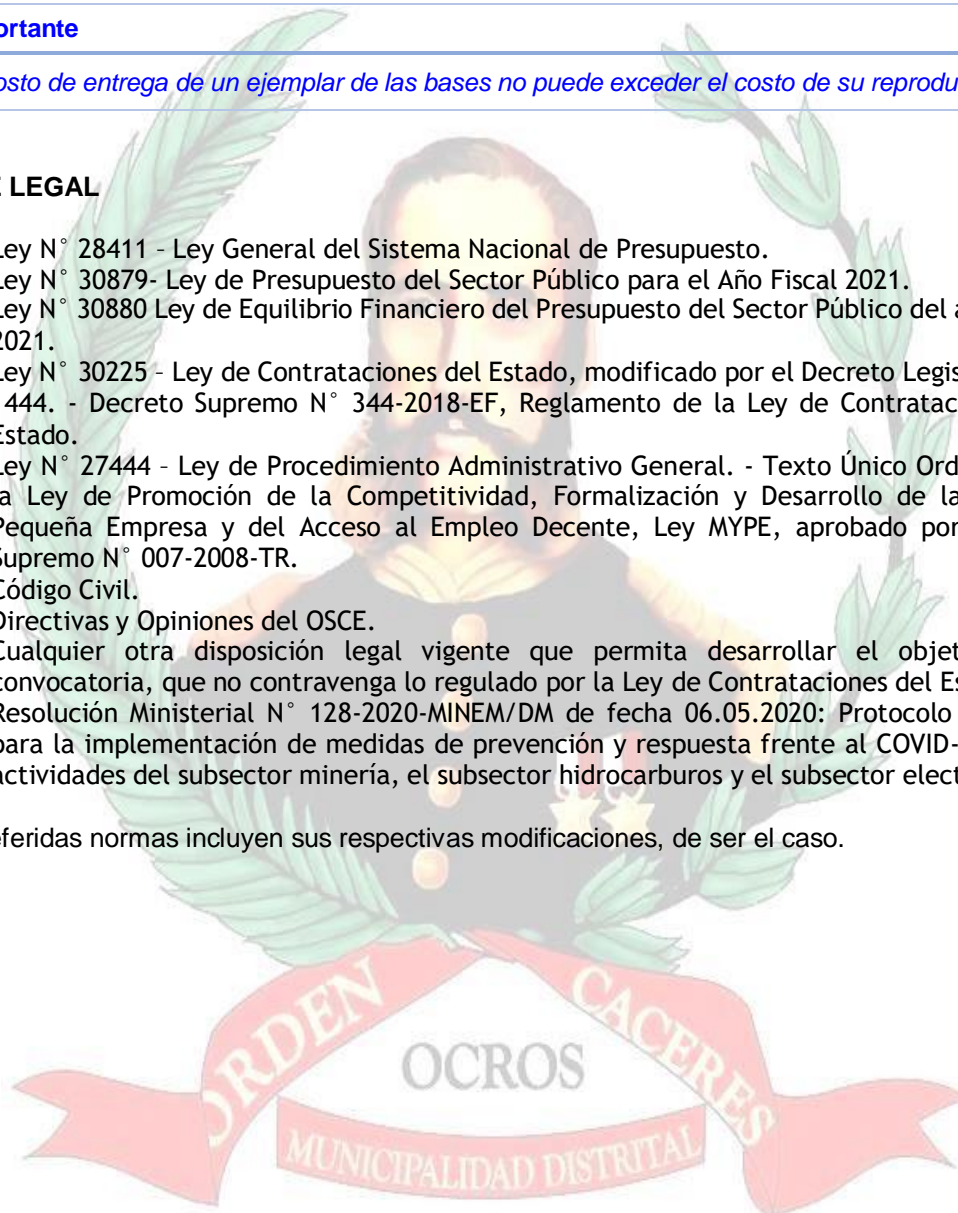 ortante
osto de entrega de un ejemplar de las bases no puede exceder el costo de su reprodu
LEGAL
Ley N° 28411 – Ley General del Sistema Nacional de Presupuesto.
Ley N° 30879- Ley de Presupuesto del Sector Público para el Año Fiscal 2021.
Ley N° 30880 Ley de Equilibrio Financiero del Presupuesto del Sector Público del a
2021.
Ley N° 30225 – Ley de Contrataciones del Estado, modificado por el Decreto Legis
1444. - Decreto Supremo N° 344-2018-EF, Reglamento de la Ley de Contratac
Estado.
Ley N° 27444 – Ley de Procedimiento Administrativo General. - Texto Único Ord
la Ley de Promoción de la Competitividad, Formalización y Desarrollo de la
Pequeña Empresa y del Acceso al Empleo Decente, Ley MYPE, aprobado por
Supremo N° 007-2008-TR.
Código Civil.
Directivas y Opiniones del OSCE.
Cualquier otra disposición legal vigente que permita desarrollar el objet
convocatoria, que no contravenga lo regulado por la Ley de Contrataciones del Es
Resolución Ministerial N° 128-2020-MINEM/DM de fecha 06.05.2020: Protocolo
para la implementación de medidas de prevención y respuesta frente al COVID-
actividades del subsector minería, el subsector hidrocarburos y el subsector elect
eferidas normas incluyen sus respectivas modificaciones, de ser el caso.
ORDEN
CACERES
OCROS
MUNICIPALIDAD DISTRITAL